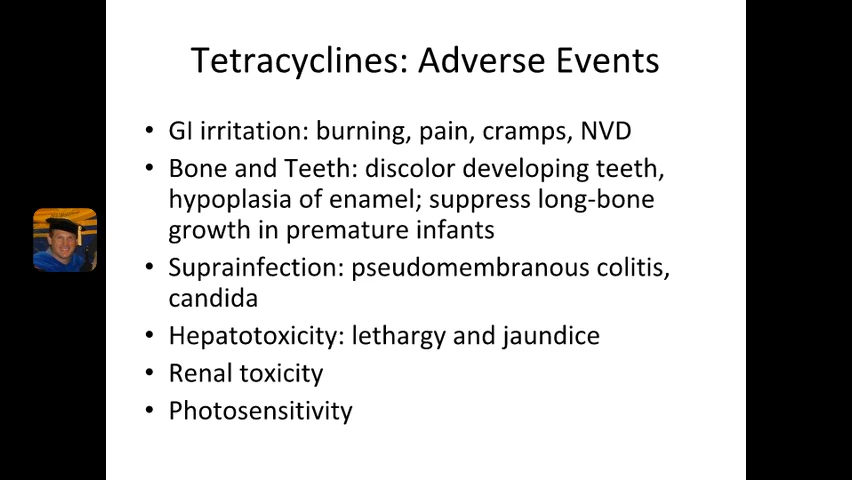 Tetracyclines: Adverse Events
• GI irritation: burning, pain, cramps, NVD
• Bone and Teeth: discolor developing teeth,
hypoplasia of enamel; suppress long-bone
growth in premature infants
• Suprainfection: pseudomembranous colitis,
candida
• Hepatotoxicity: lethargy and jaundice
• Renal toxicity
• Photosensitivity